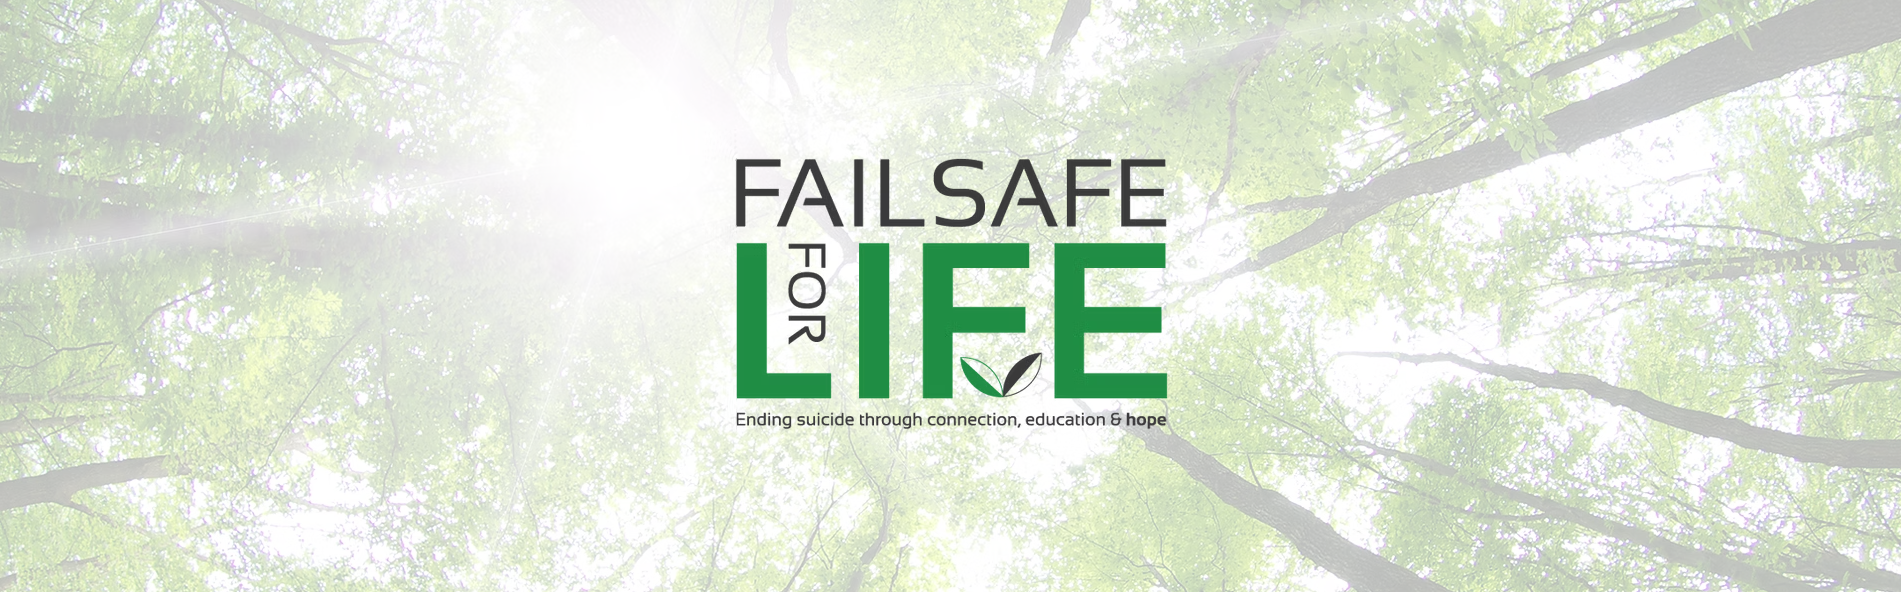 FAILSAFE
FOR
LIFE
Ending suicide through connection, education & hope